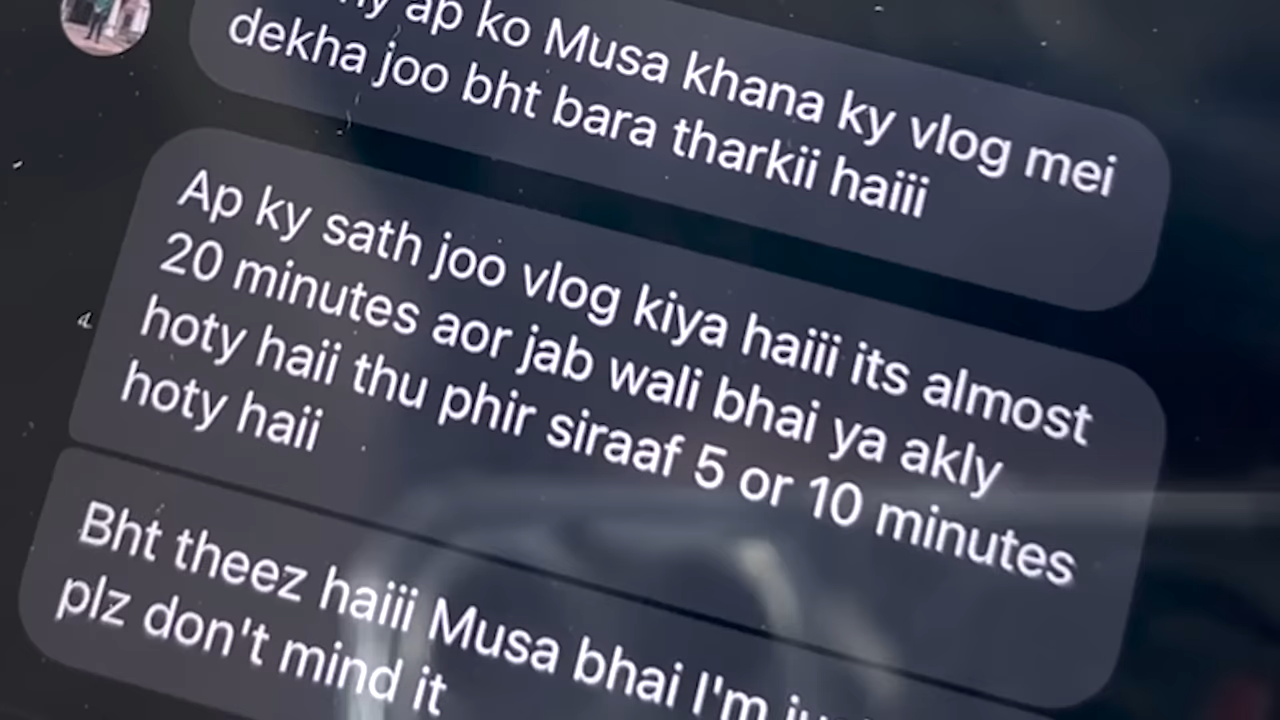 ap ko Musa khana ky vlog mei
dekha joo bht bara tharkii haiii
Ap ky sath joo vlog kiya haiii its almost
20 minutes aor jab wali bhai ya akly
hoty haii thu phir siraaf 5 or 10 minutes
hoty haii
Bht theez haiii Musa bhai I'm
plz don't mind it